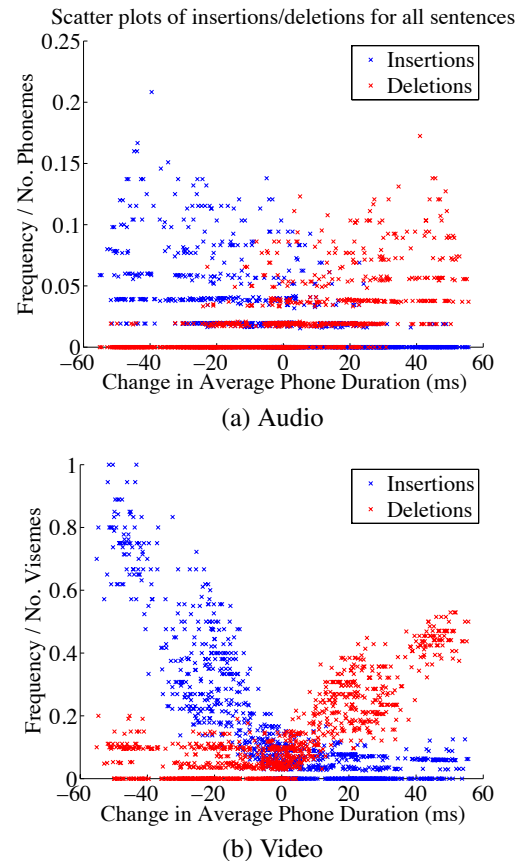 Scatter plots of insertions/deletions for all sentences
Insertions
Deletions
0.25
0.2
0.15
0.1
0.05
0
Frequency / No. Phonemes
−60 −40 −20 0 20 40 60
Change in Average Phone Duration (ms)
(a) Audio
Insertions
Deletions
1
0.8
0.6
0.4
0.2
0
Frequency / No. Visemes
−60 −40 −20 0 20 40 60
Change in Average Phone Duration (ms)
(b) Video